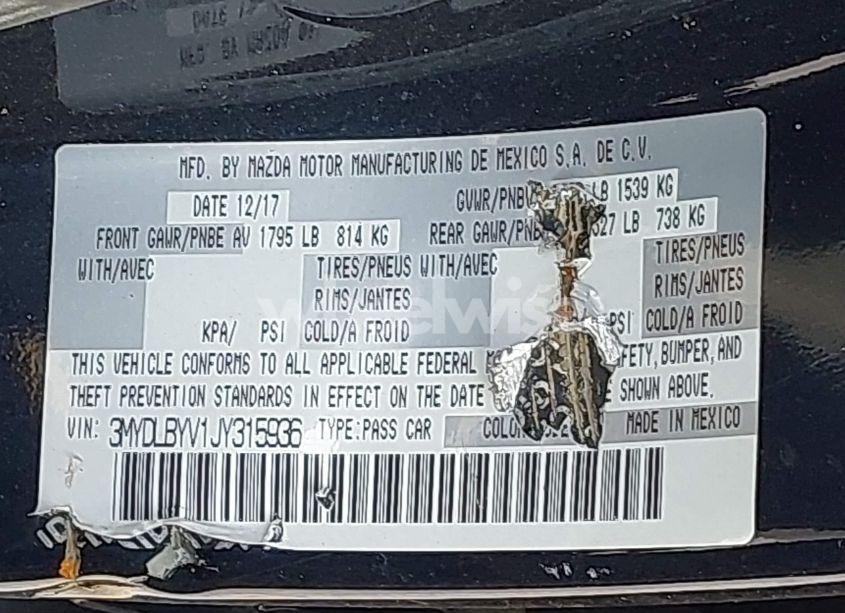 MFD. BY MAZDA MOTOR MANUFACTURING DE MEXICO S.A. DE C.V.
DATE 12/17 GVWR/PNBV LB 1539 KG
FRONT GAWR/PNBE AV 1795 LB 814 KG REAR GAWR/PNBE 27 LB 738 KG
WITH/AVEC TIRES/PNEUS WITH/AVEC TIRES/PNEUS
RIMS/JANTES RIMS/JANTES
KPA/ PSI COLD/A FROID PSI COLD/A FROID
THIS VEHICLE CONFORMS TO ALL APPLICABLE FEDERAL FETY, BUMPER, AND
THEFT PREVENTION STANDARDS IN EFFECT ON THE DATE SHOWN ABOVE.
VIN: 3MYDLBYV1JY315936 TYPE:PASS CAR MADE IN MEXICO